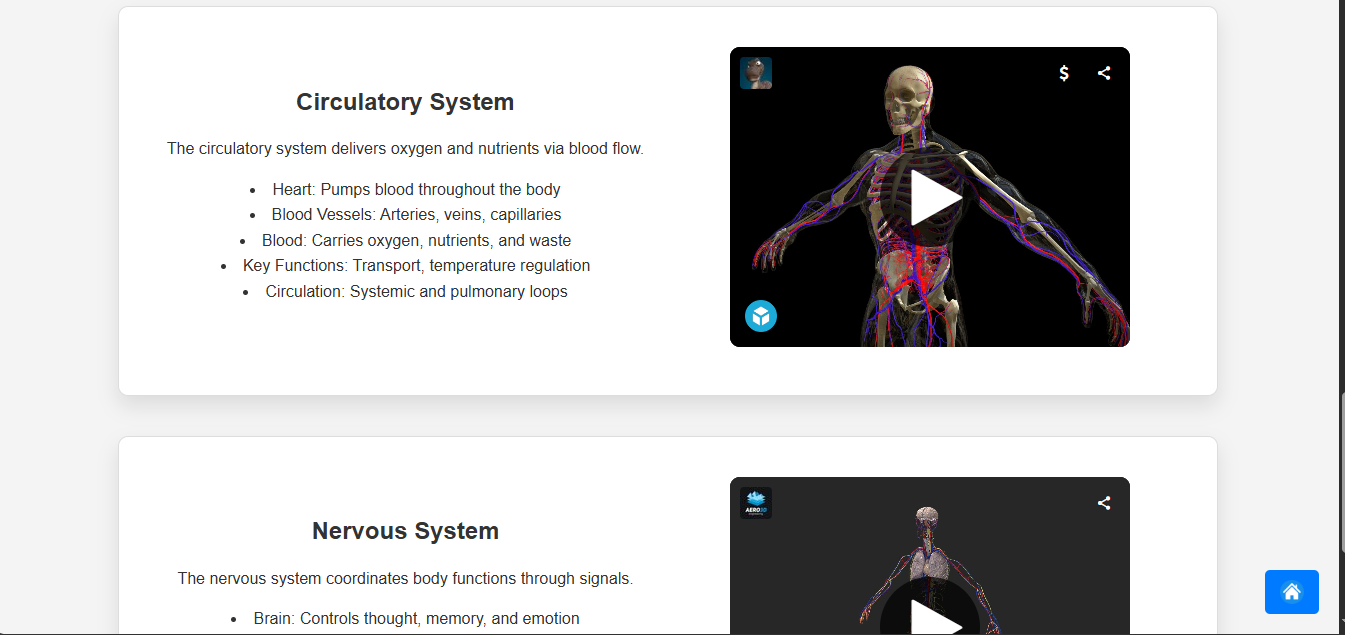 Circulatory System
The circulatory system delivers oxygen and nutrients via blood flow.
• Heart: Pumps blood throughout the body
• Blood Vessels: Arteries, veins, capillaries
• Blood: Carries oxygen, nutrients, and waste
• Key Functions: Transport, temperature regulation
• Circulation: Systemic and pulmonary loops
$
Nervous System
The nervous system coordinates body functions through signals.
• Brain: Controls thought, memory, and emotion
AERO3D